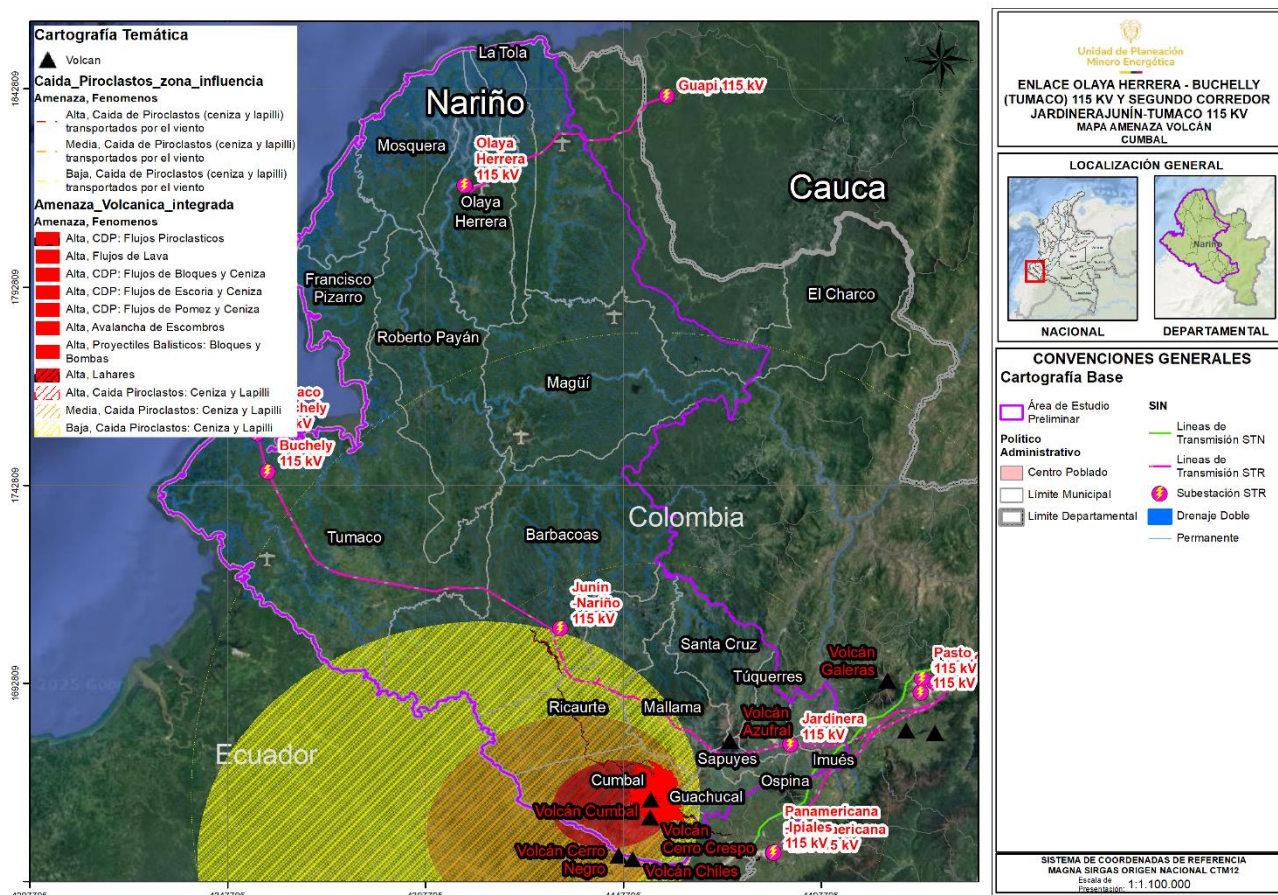 Cartografía Temática
Volcan
Caida_Piroclastos_zona_influencia
Amenaza, Fenomenos
Alta, Caida de Piroclastos (ceniza y lapilli)
transportados por el viento
Media, Caida de Piroclastos (ceniza y lapilli)
transportados por el viento
Baja, Caida de Piroclastos (ceniza y lapilli)
transportados por el viento
Amenaza_Volcanica_integrada
Amenaza, Fenomenos
Alta, CDP: Flujos Piroclasticos
Alta, Flujos de Lava
Alta, CDP: Flujos de Bloques y Ceniza
Alta, CDP: Flujos de Escoria y Ceniza
Alta, CDP: Flujos de Pomez y Ceniza
Alta, Avalancha de Escombros
Alta, Proyectiles Balisticos: Bloques y
Bombas
Alta, Lahares
Alta, Caida Piroclastos: Ceniza y Lapilli
Media, Caida Piroclastos: Ceniza y Lapilli
Baja, Caida Piroclastos: Ceniza y Lapilli
1842809
1792809
1742809
1692809
La Tola
Nariño
Guapi 115 kV
Mosquera
Olaya
Herrera
115 kV
Olaya
Herrera
Cauca
Francisco
Pizarro
El Charco
Roberto Payán
Magüí
Buchely
115 kV
Colombia
Tumaco
Barbacoas
Junín
-Nariño
115 kV
Santa Cruz
Túquerres
Volcán
Galeras
Pasto
115 kV
115 kV
Ricaurte
Mallama
Volcán
Azufral
Jardinera
115 kV
Ecuador
Sapuyes
Imués
Cumbal
Ospina
Guachucal
Volcán Cumbal
Volcán
Cerro Crespo
Panamericana
-Ipiales
115 kV
Volcán Cerro
Negro
Volcán Chiles
Unidad de Planeación
Minero Energética
ENLACE OLAYA HERRERA - BUCHELLY
(TUMACO) 115 KV Y SEGUNDO CORREDOR
JARDINERAJUNÍN-TUMACO 115 KV
MAPA AMENAZA VOLCÁN
CUMBAL
LOCALIZACIÓN GENERAL
Nariño
NACIONAL
DEPARTAMENTAL
CONVENCIONES GENERALES
Cartografía Base
Área de Estudio
Preliminar
Político
Administrativo
Centro Poblado
Límite Municipal
Limite Departamental
SIN
Lineas de
Transmisión STN
Lineas de
Transmisión STR
Subestación STR
Drenaje Doble
Permanente
SISTEMA DE COORDENADAS DE REFERENCIA
MAGNA SIRGAS ORIGEN NACIONAL CTM12
Escala de
Presentación: 1:1.100.000